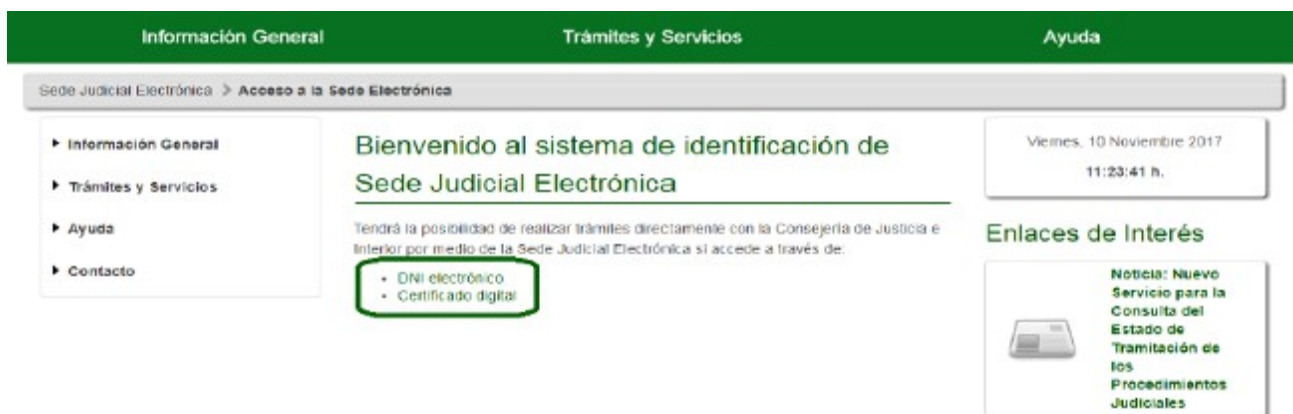 Información General
Trámites y Servicios
Ayuda
Sede Judicial Electrónica > Acceso a la Sede Electrónica
Información General
Trámites y Servicios
Ayuda
Contacto
Bienvenido al sistema de identificación de
Sede Judicial Electrónica
Tendrá la posibilidad de realizar trámites directamente con la Consejería de Justicia e
Interior por medio de la Sede Judicial Electrónica si accede a través de:
DNI electrónico
Certificado digital
Viernes, 10 Noviembre 2017
11:23:41 h.
Enlaces de Interés
Noticia: Nuevo
Servicio para la
Consulta del
Estado de
Tramitación de
los
Procedimientos
Judiciales